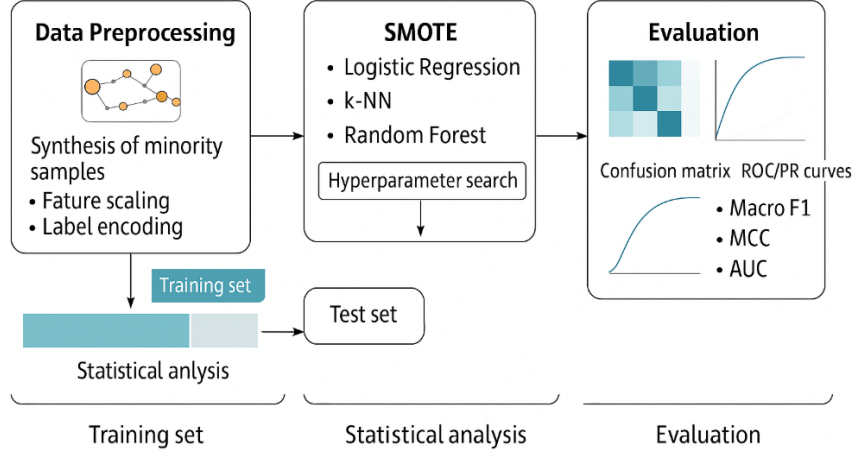 Data Preprocessing
Synthesis of minority
samples
• Fature scaling
• Label encoding
SMOTE
• Logistic Regression
• k-NN
• Random Forest
Hyperparameter search
Evaluation
Confusion matrix ROC/PR curves
• Macro F1
• MCC
• AUC
Training set
Test set
Statistical anlysis
Training set
Statistical analysis
Evaluation